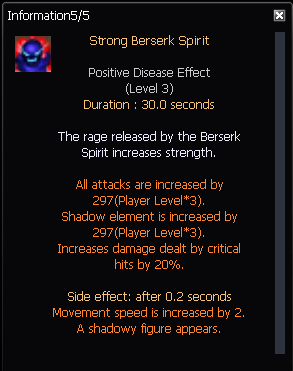 Information5/5
Strong Berserk Spirit
Positive Disease Effect
(Level 3)
Duration : 30.0 seconds
The rage released by the Berserk
Spirit increases strength.
All attacks are increased by
297(Player Level*3).
Shadow element is increased by
297(Player Level*3).
Increases damage dealt by critical
hits by 20%.
Side effect: after 0.2 seconds
Movement speed is increased by 2.
A shadowy figure appears.